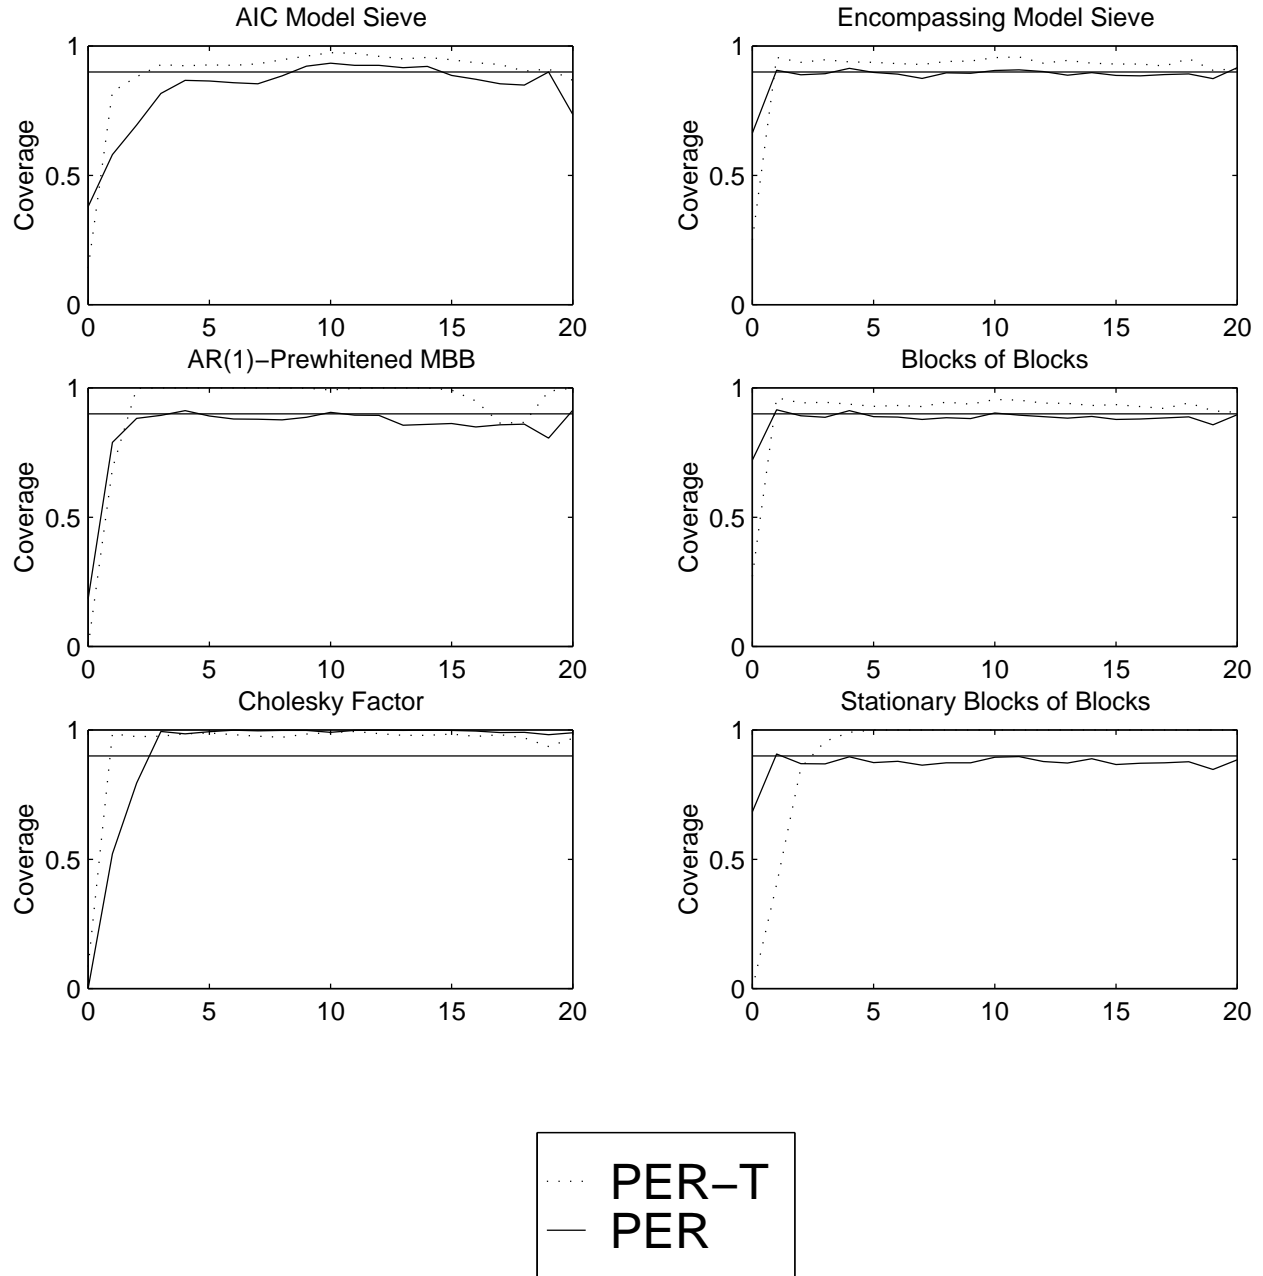 AIC Model Sieve
Encompassing Model Sieve
1
0.5
0
Coverage
0 5 10 15 20
1
0.5
0
Coverage
0 5 10 15 20
AR(1)−Prewhitened MBB
Blocks of Blocks
1
0.5
0
Coverage
0 5 10 15 20
1
0.5
0
Coverage
0 5 10 15 20
Cholesky Factor
Stationary Blocks of Blocks
1
0.5
0
Coverage
0 5 10 15 20
1
0.5
0
Coverage
0 5 10 15 20
PER−T
PER